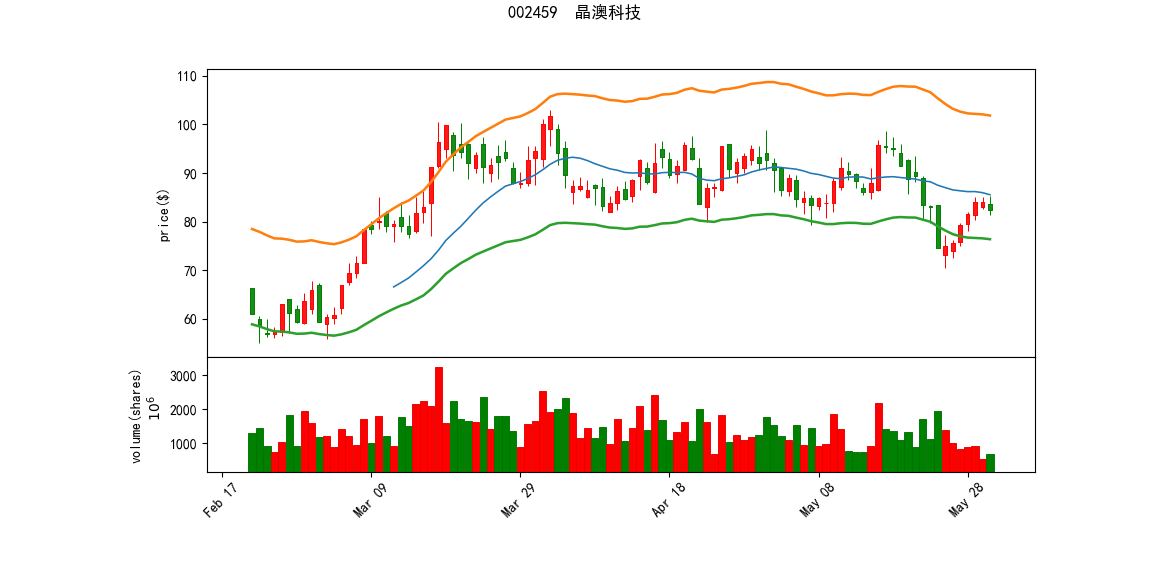 002459  晶澳科技
price($)
110
100
90
80
70
60
volume(shares)
10^6
3000
2000
1000
Feb 17
Mar 09
Mar 29
Apr 18
May 08
May 28